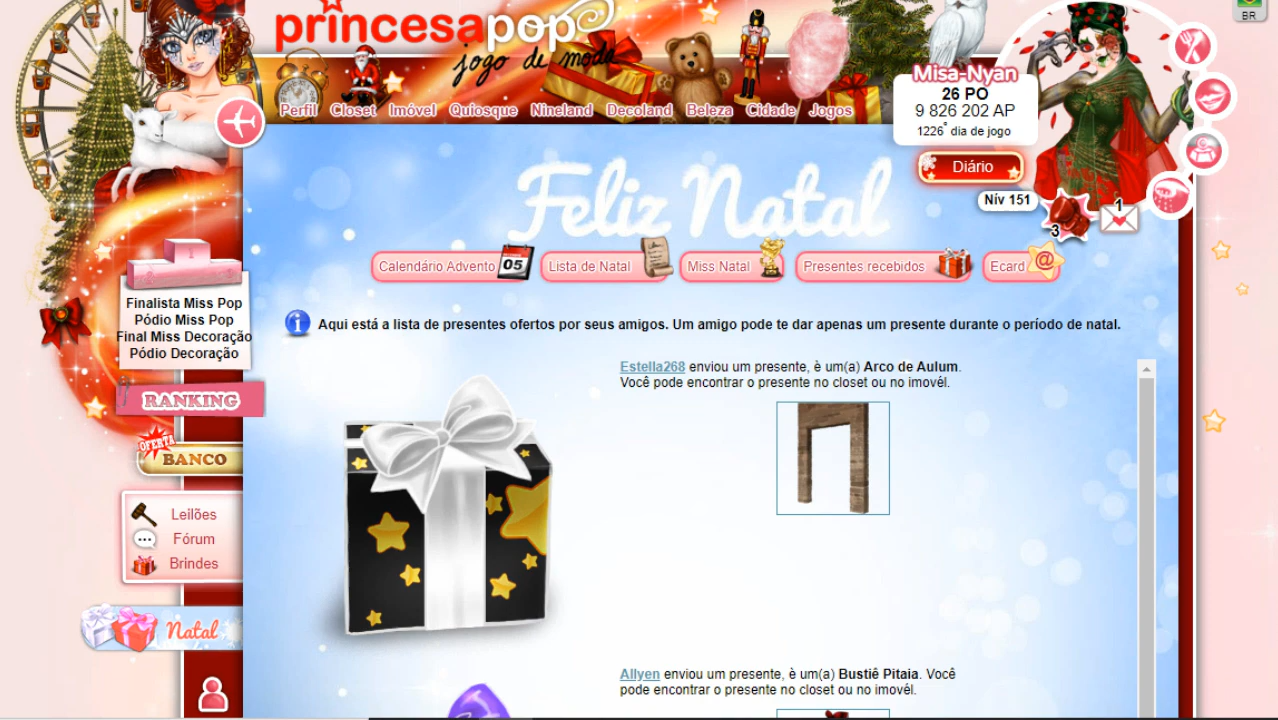 princesapop
jogo de moda
BR
Perfil Closet Imóvel Quiosque Nineland Decoland Beleza Cidade Jogos
Misa-Nyan
26 PO
9 826 202 AP
1226° dia de jogo
Diário
Nív 151
3
1
Feliz Natal
Calendário Advento 05 Lista de Natal Miss Natal Presentes recebidos Ecard @
Finalista Miss Pop
Pódio Miss Pop
Final Miss Decoração
Pódio Decoração
RANKING
OFERTA
BANCO
Leilões
Fórum
Brindes
Natal
i Aqui está a lista de presentes ofertos por seus amigos. Um amigo pode te dar apenas um presente durante o período de natal.
Estella268 enviou um presente, è um(a) Arco de Aulum.
Você pode encontrar o presente no closet ou no imovél.
Allyen enviou um presente, è um(a) Bustiê Pitaia. Você
pode encontrar o presente no closet ou no imovél.